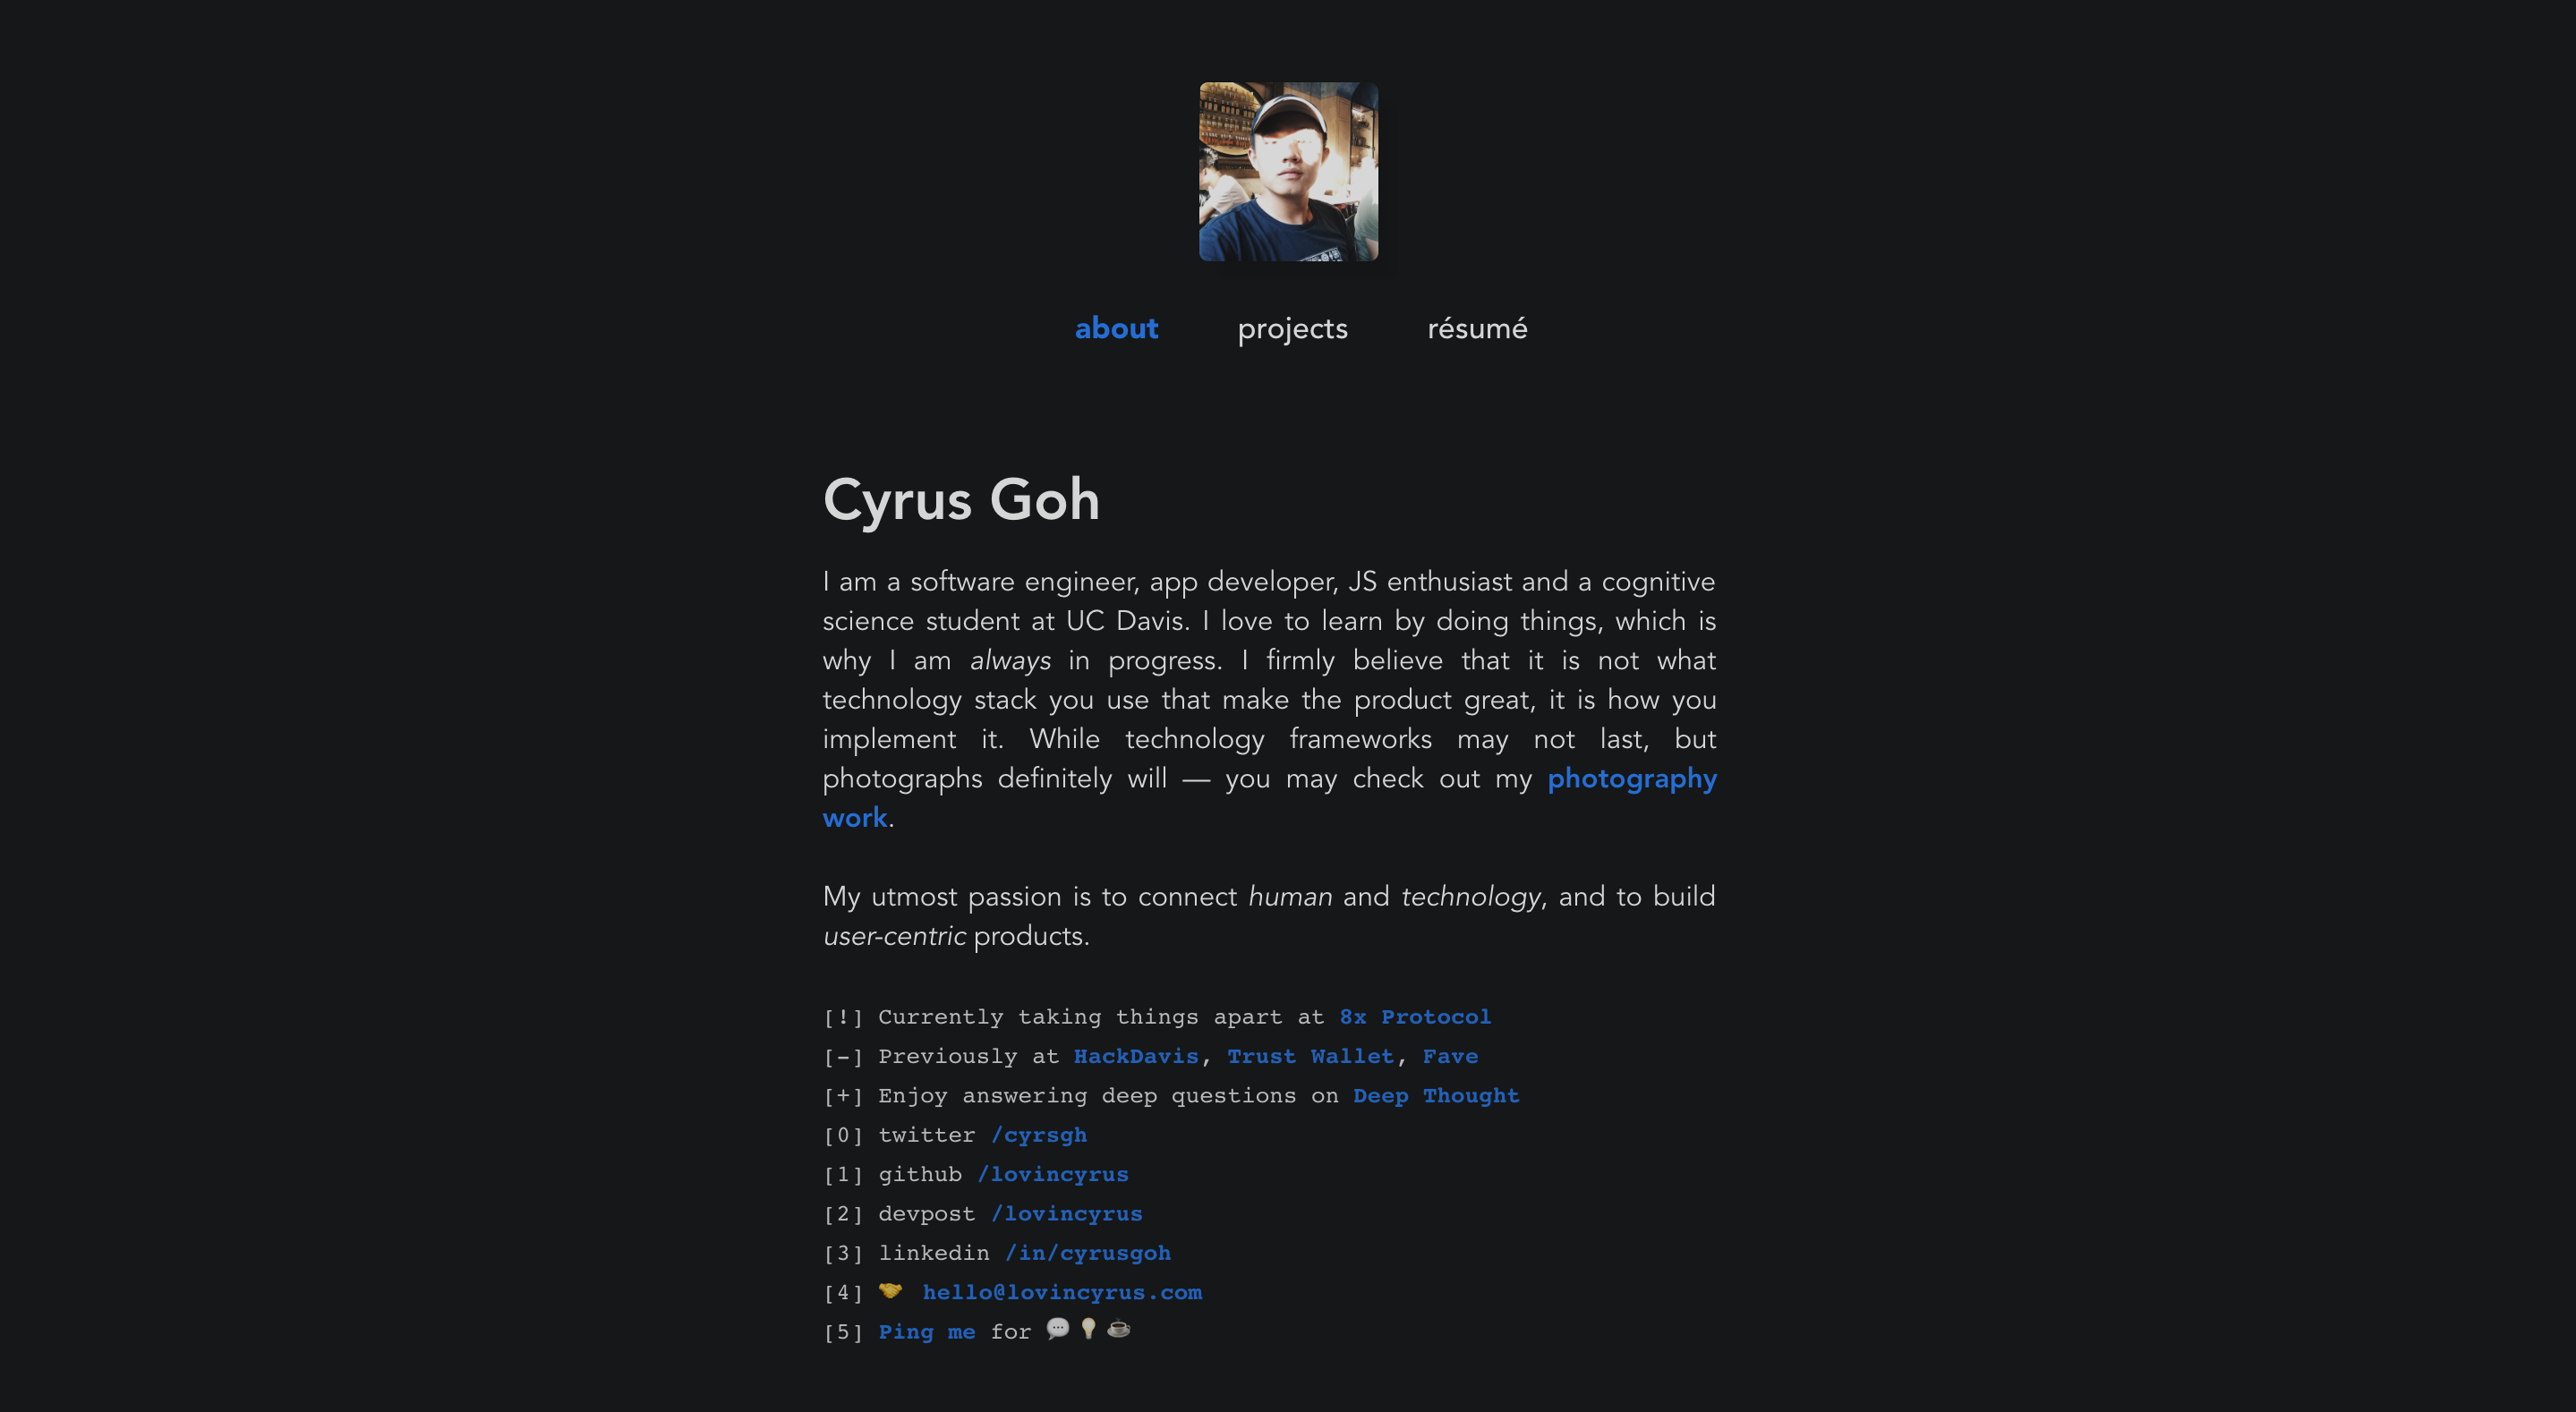 about projects résumé
Cyrus Goh
I am a software engineer, app developer, JS enthusiast and a cognitive
science student at UC Davis. I love to learn by doing things, which is
why I am always in progress. I firmly believe that it is not what
technology stack you use that make the product great, it is how you
implement it. While technology frameworks may not last, but
photographs definitely will — you may check out my photography
work.
My utmost passion is to connect human and technology, and to build
user-centric products.
[!] Currently taking things apart at 8x Protocol
[-] Previously at HackDavis, Trust Wallet, Fave
[+] Enjoy answering deep questions on Deep Thought
[0] twitter /cyrsgh
[1] github /lovincyrus
[2] devpost /lovincyrus
[3] linkedin /in/cyrusgoh
[4] 🤝 hello@lovincyrus.com
[5] Ping me for 💬💡☕